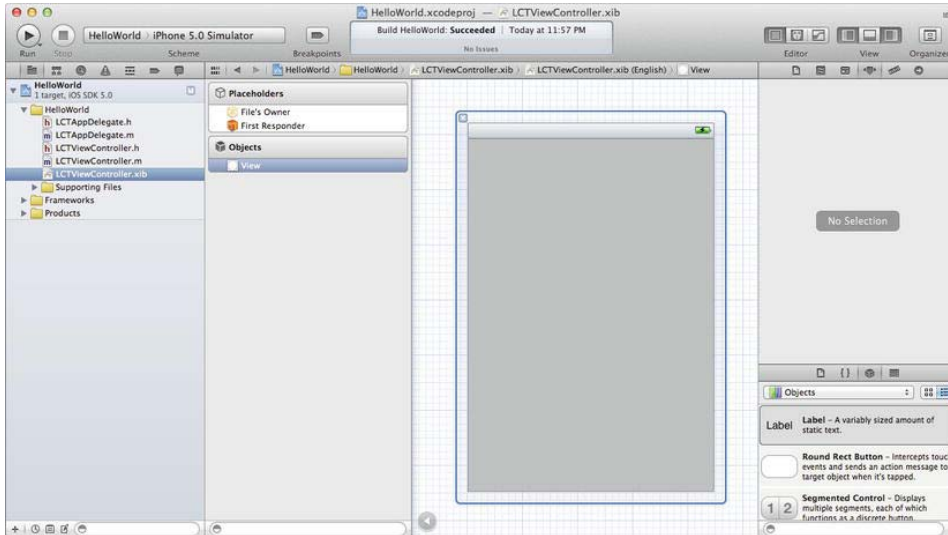 HelloWorld.xcodeproj — LCTViewController.xib
HelloWorld iPhone 5.0 Simulator
Build HelloWorld: Succeeded | Today at 11:57 PM
No Issues
Run Stop Scheme Breakpoints Editor View Organizer
HelloWorld HelloWorld LCTViewController.xib LCTViewController.xib (English) View
HelloWorld
1 target, iOS SDK 5.0
HelloWorld
h LCTAppDelegate.h
m LCTAppDelegate.m
h LCTViewController.h
m LCTViewController.m
LCTViewController.xib
Supporting Files
Frameworks
Products
Placeholders
File's Owner
First Responder
Objects
View
No Selection
Objects
Label
Label – A variably sized amount of
static text.
Round Rect Button – Intercepts touc
events and sends an action message to
target object when it's tapped.
1 2
Segmented Control – Displays
multiple segments, each of which
functions as a discrete button.